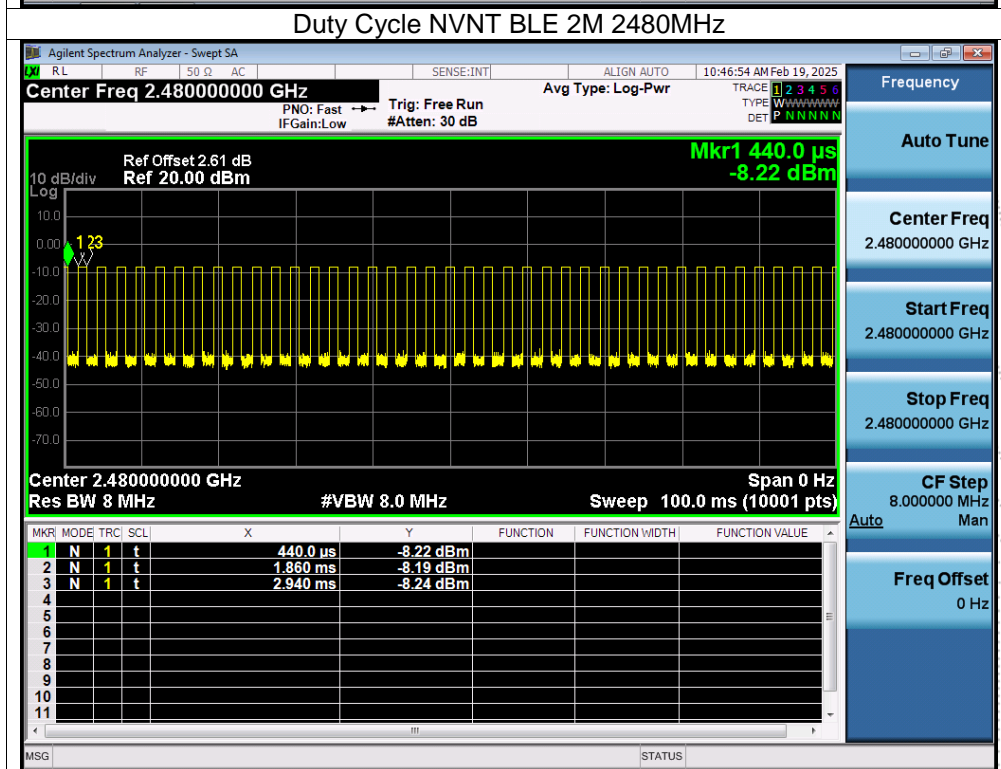 Duty Cycle NVNT BLE 2M 2480MHz
Agilent Spectrum Analyzer - Swept SA
LXI RL RF 50 Ω AC SENSE:INT ALIGN AUTO 10:46:54 AM Feb 19, 2025
Center Freq 2.480000000 GHz
PNO: Fast
IFGain:Low
Trig: Free Run
#Atten: 30 dB
Avg Type: Log-Pwr
TRACE 1 2 3 4 5 6
TYPE WWWWWW
DET P N N N N N
Ref Offset 2.61 dB
Ref 20.00 dBm
10 dB/div
Log
Mkr1 440.0 µs
-8.22 dBm
10.0
0.00
-10.0
-20.0
-30.0
-40.0
-50.0
-60.0
-70.0
1 2 3
Center 2.480000000 GHz Span 0 Hz
Res BW 8 MHz #VBW 8.0 MHz Sweep 100.0 ms (10001 pts)
MKR MODE TRC SCL X Y FUNCTION FUNCTION WIDTH FUNCTION VALUE
1 N 1 t 440.0 µs -8.22 dBm
2 N 1 t 1.860 ms -8.19 dBm
3 N 1 t 2.940 ms -8.24 dBm
4
5
6
7
8
9
10
11
MSG STATUS
Frequency
Auto Tune
Center Freq
2.480000000 GHz
Start Freq
2.480000000 GHz
Stop Freq
2.480000000 GHz
CF Step
8.000000 MHz
Auto Man
Freq Offset
0 Hz